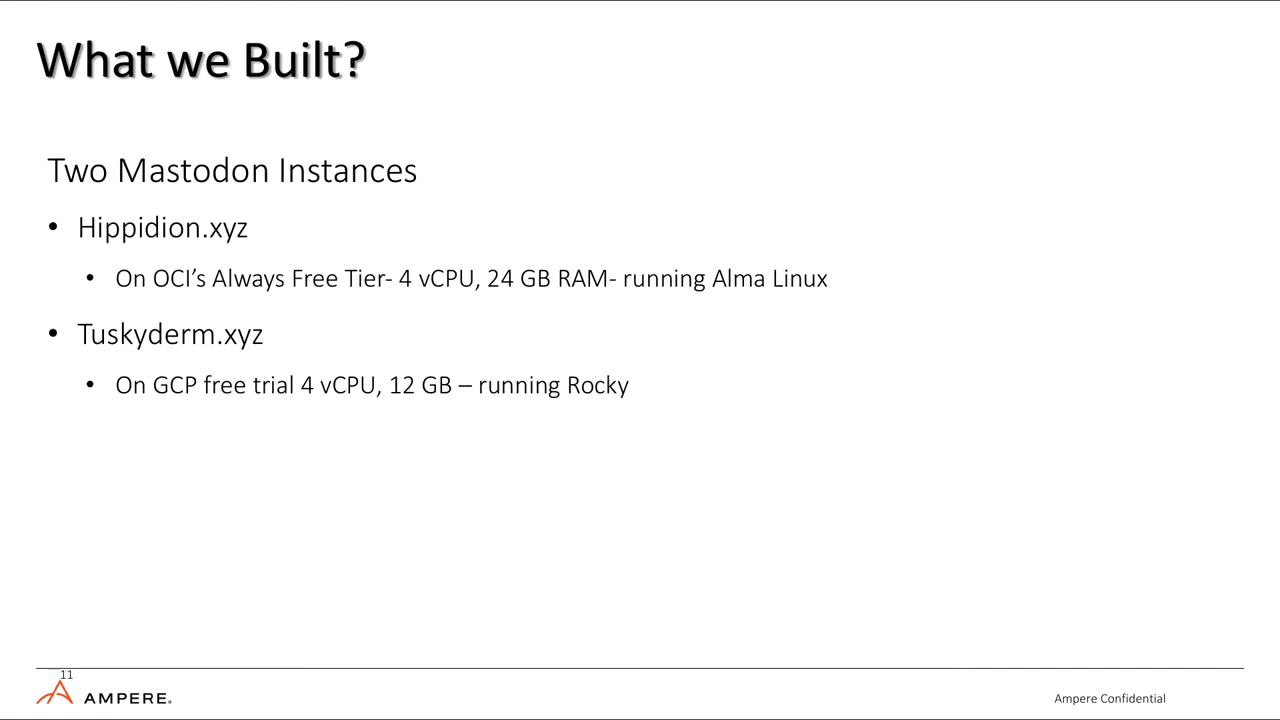 What we Built?
Two Mastodon Instances
• Hippidion.xyz
• On OCI’s Always Free Tier- 4 vCPU, 24 GB RAM- running Alma Linux
• Tuskyderm.xyz
• On GCP free trial 4 vCPU, 12 GB – running Rocky
11
AMPERE®
Ampere Confidential